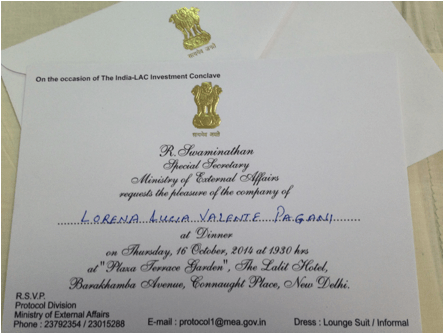 सत्यमेव जयते
On the occasion of The India-LAC Investment Conclave
सत्यमेव जयते
R. Swaminathan
Special Secretary
Ministry of External Affairs
requests the pleasure of the company of
LORENA LUCIA VALENTE PAGANI
at Dinner
on Thursday, 16 October, 2014 at 1930 hrs
at "Plaza Terrace Garden", The Lalit Hotel,
Barakhamba Avenue, Connaught Place, New Delhi.
R.S.V.P.
Protocol Division
Ministry of External Affairs
Phone : 23792354 / 23015288 E-mail : protocol1@mea.gov.in Dress : Lounge Suit / Informal